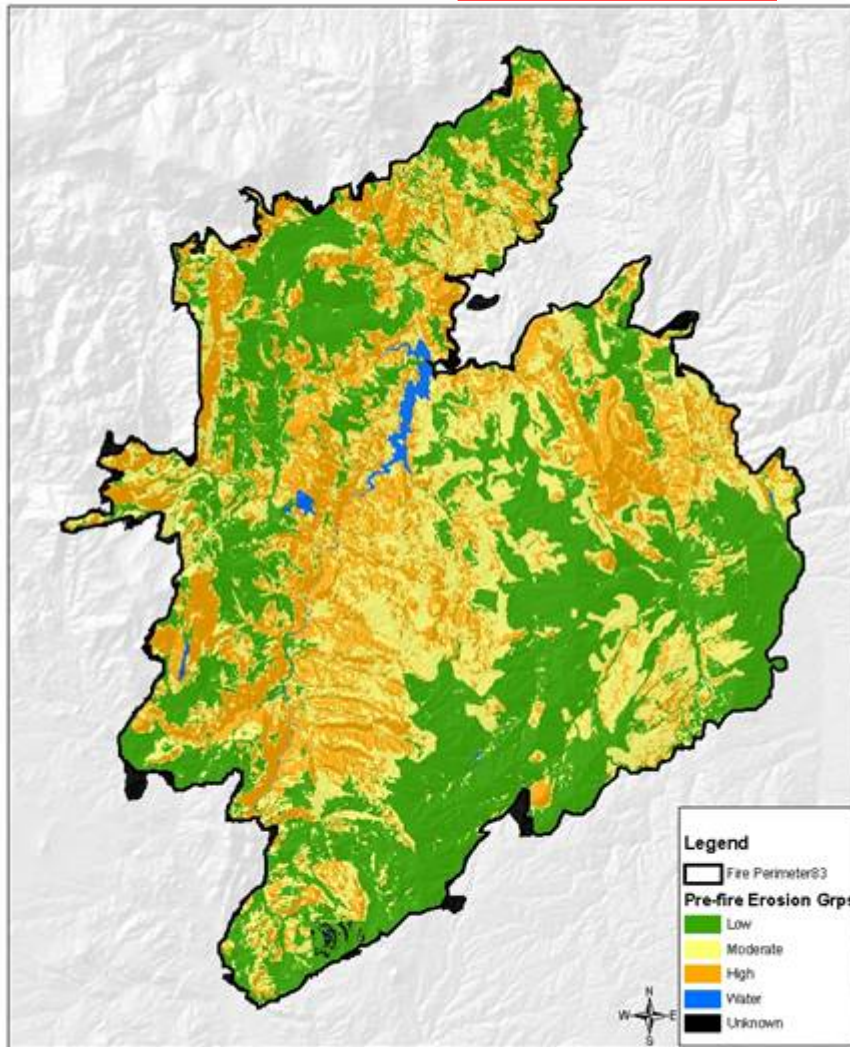 Legend
Fire Perimeter83
Pre-fire Erosion Grps
Low
Moderate
High
Water
Unknown
N
W E
S